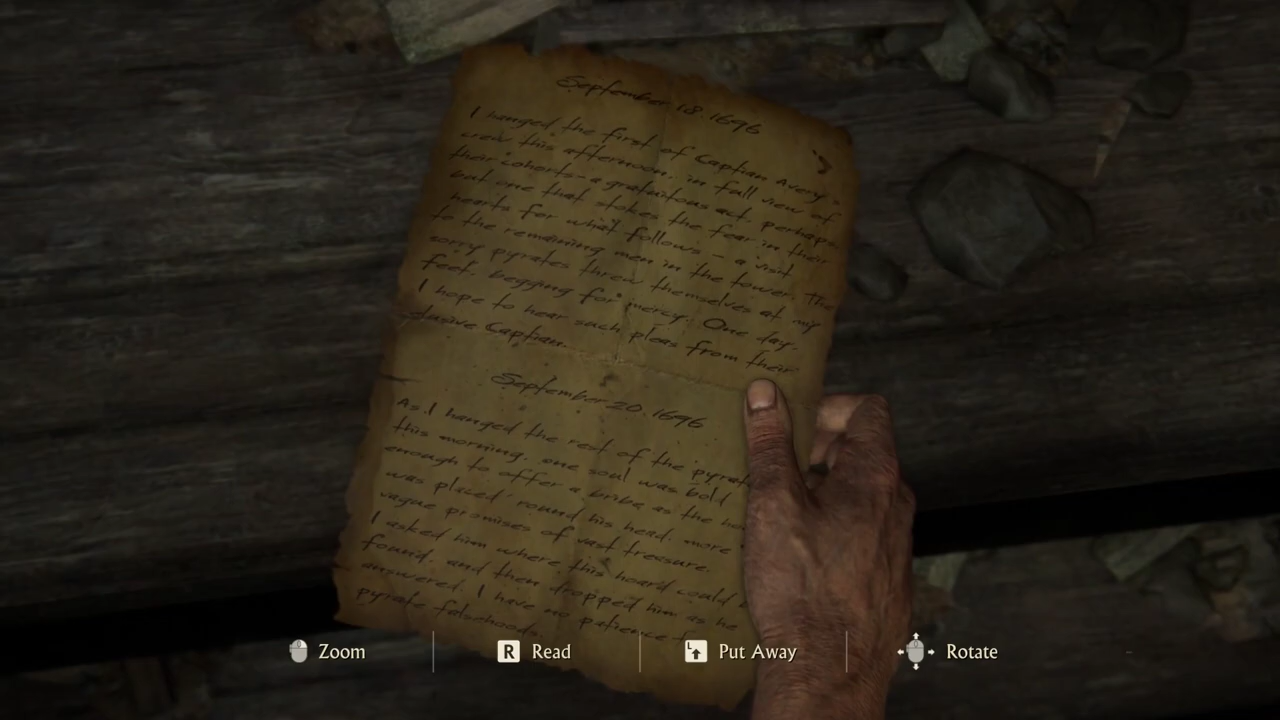 September 18, 1696
I hanged the first of Captian Avery's
crew this afternoon, in full view of
their cohorts - a gratuitous act, perhaps,
but one that stokes the fear in their
hearts for what follows - a visit
to the remaining men in the tower. The
sorry pyrates threw themselves at my
feet, begging for mercy. One day,
I hope to hear such pleas from their
elusive Captian.
September 20, 1696
As I hanged the rest of the
this morning, one soul was bold
enough to offer a bribe as the
was placed 'round his head: more
vague promises of vast treasure.
I asked him where this hoard could
found, and then dropped him as he
answered. I have no patience
pyrate falsehoods.
Zoom
R Read
L Put Away
Rotate